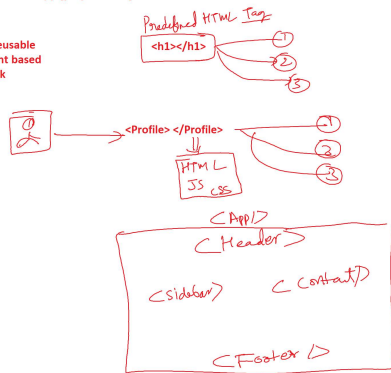 Predefined HTML Tag
eusable
nt based
k
<h1></h1>
1
2
3
<Profile> </Profile>
1
2
3
HTML
JS CSS
<App/>
<Header>
<Sidebar>
<Content/>
<Footer/>